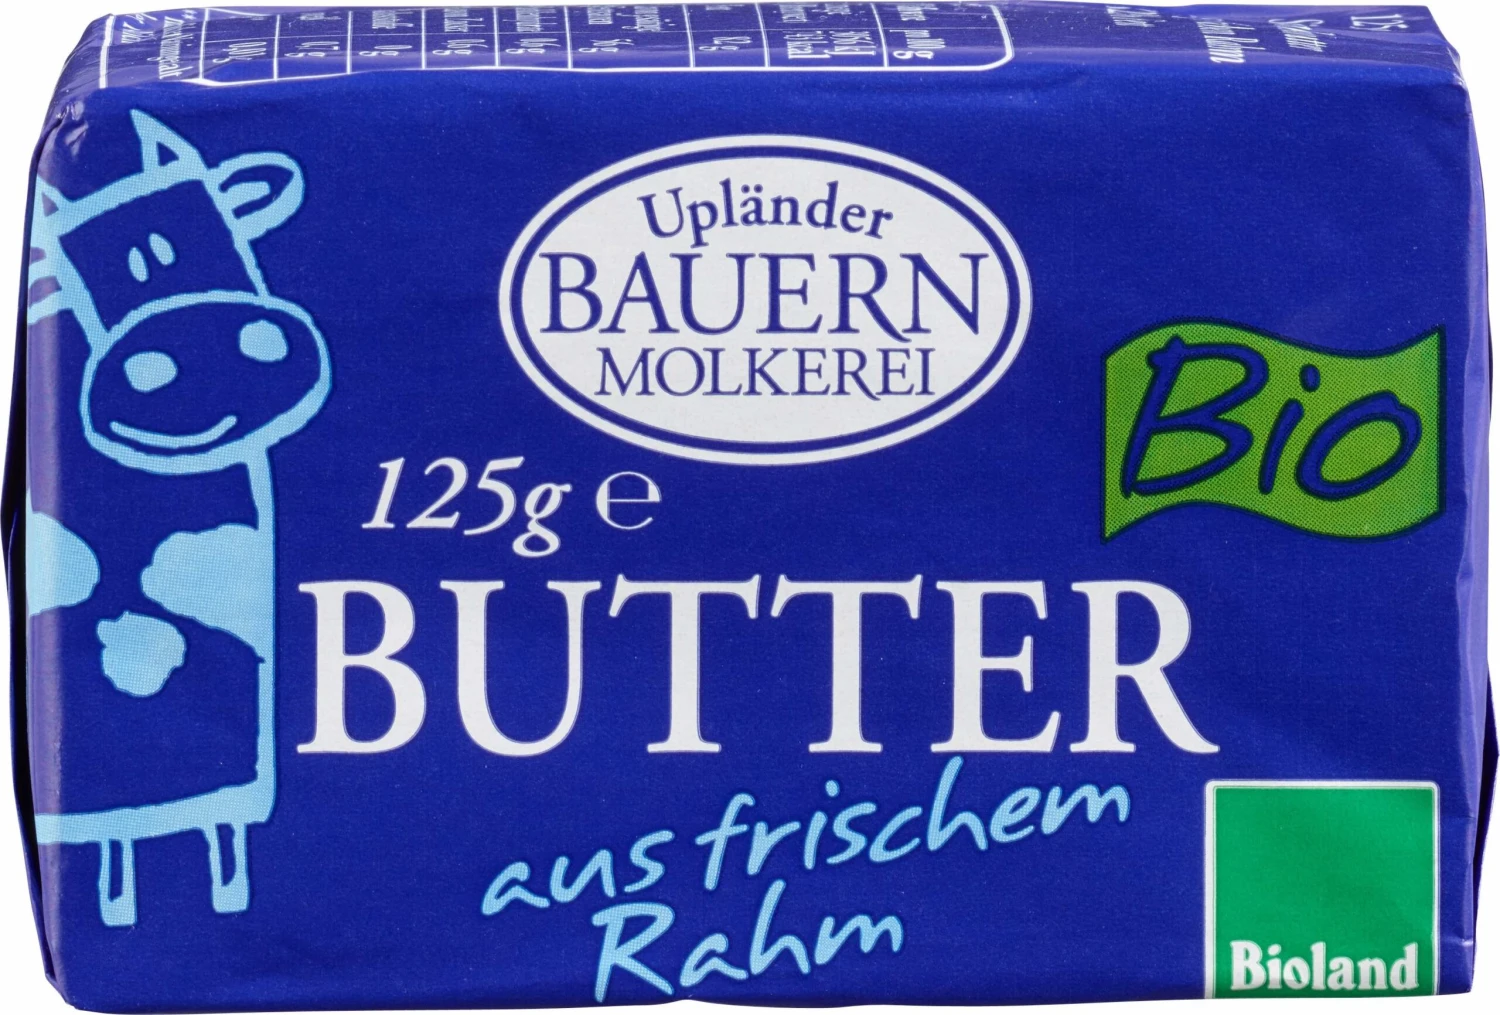 Upländer
BAUERN
MOLKEREI
Bio
125g ℮
BUTTER
aus frischem
Rahm
Bioland